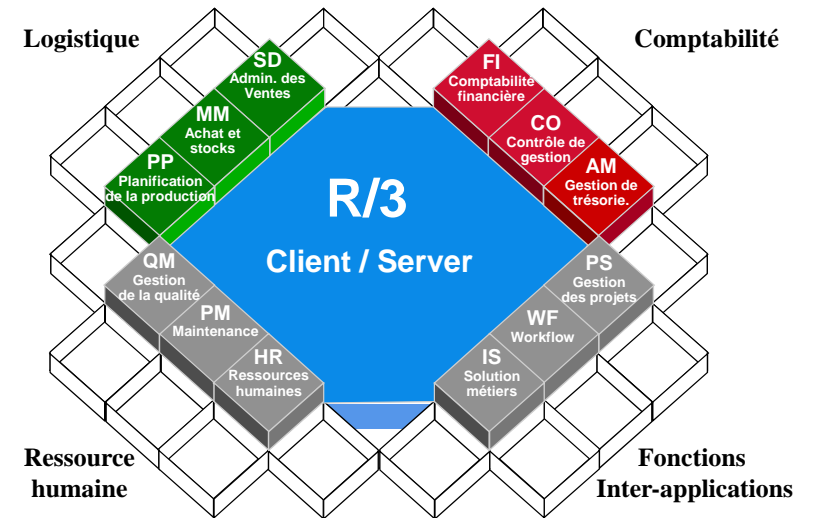 Logistique
Comptabilité
SD
Admin. des
Ventes
MM
Achat et
stocks
PP
Planification
de la production
FI
Comptabilité
financière
CO
Contrôle de
gestion
AM
Gestion de
trésorie.
R/3
Client / Server
QM
Gestion
de la qualité
PM
Maintenance
HR
Ressources
humaines
PS
Gestion
des projets
WF
Workflow
IS
Solution
métiers
Ressource
humaine
Fonctions
Inter-applications